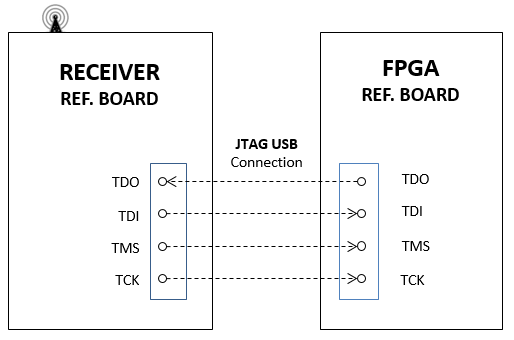 RECEIVER
REF. BOARD
FPGA
REF. BOARD
JTAG USB
Connection
TDO
TDI
TMS
TCK
TDO
TDI
TMS
TCK